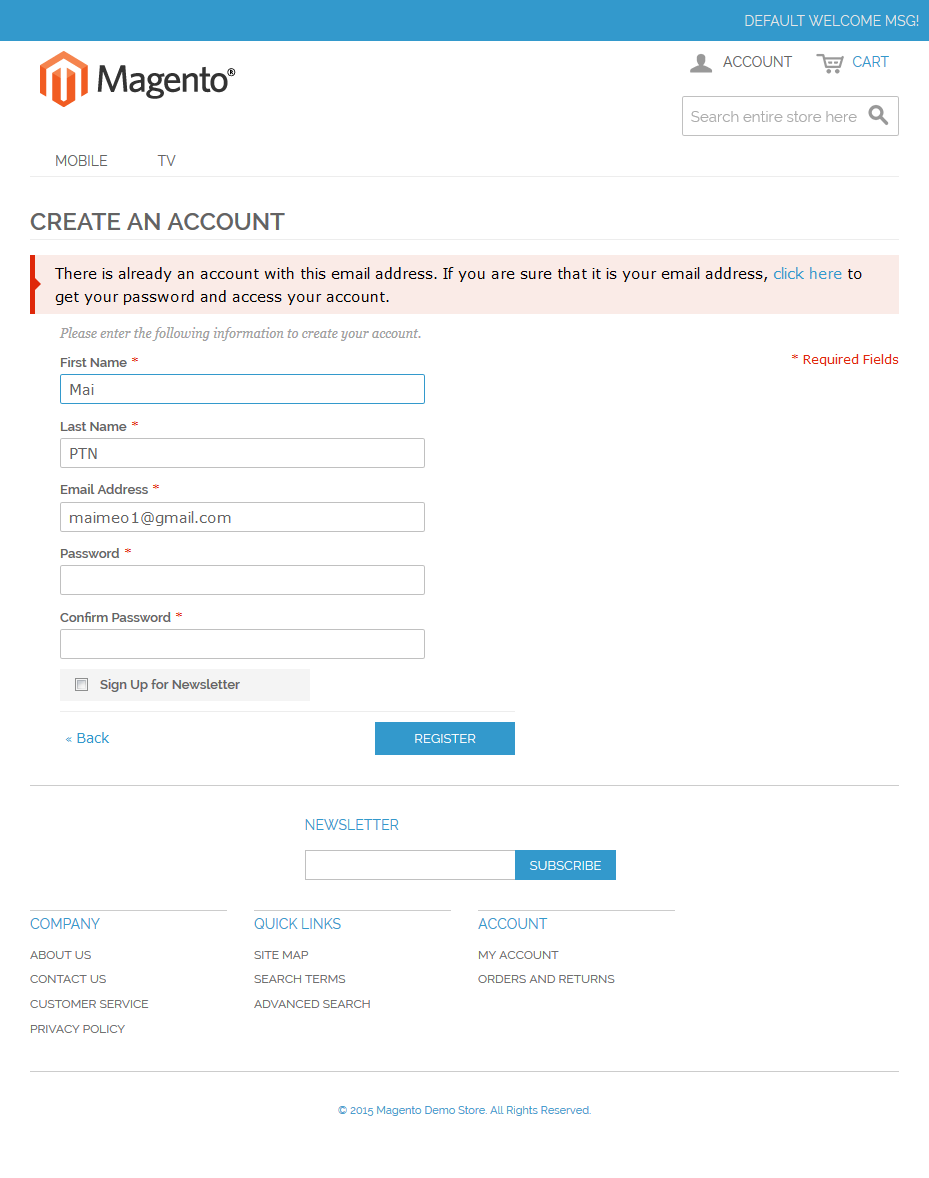 DEFAULT WELCOME MSG!
Magento®
ACCOUNT
CART
Search entire store here
MOBILE
TV
CREATE AN ACCOUNT
There is already an account with this email address. If you are sure that it is your email address, click here to
get your password and access your account.
Please enter the following information to create your account.
* Required Fields
First Name *
Mai
Last Name *
PTN
Email Address *
maimeo1@gmail.com
Password *
Confirm Password *
Sign Up for Newsletter
« Back
REGISTER
NEWSLETTER
SUBSCRIBE
COMPANY
ABOUT US
CONTACT US
CUSTOMER SERVICE
PRIVACY POLICY
QUICK LINKS
SITE MAP
SEARCH TERMS
ADVANCED SEARCH
ACCOUNT
MY ACCOUNT
ORDERS AND RETURNS
© 2015 Magento Demo Store. All Rights Reserved.